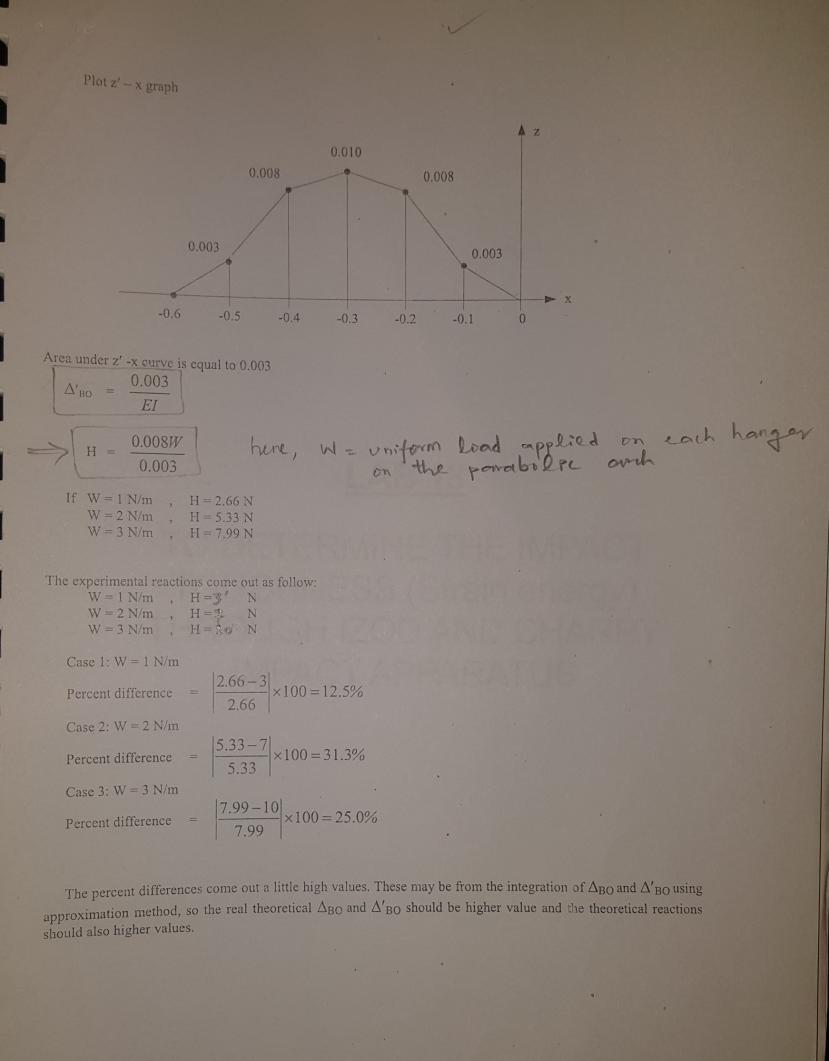 Plot z' – x graph
z
0.010
0.008
0.008
0.003
0.003
x
-0.6 -0.5 -0.4 -0.3 -0.2 -0.1 0
Area under z' -x curve is equal to 0.003
Δ'BO = 0.003 / EI
⇒ H = 0.008W / 0.003
here, W = uniform load applied on each hanger
on the parabolic arch
If W = 1 N/m , H = 2.66 N
W = 2 N/m , H = 5.33 N
W = 3 N/m , H = 7.99 N
The experimental reactions come out as follow:
W = 1 N/m , H = 3 N
W = 2 N/m , H = N
W = 3 N/m , H = 10 N
Case 1: W = 1 N/m
Percent difference = |2.66 – 3 / 2.66| × 100 = 12.5%
Case 2: W = 2 N/m
Percent difference = |5.33 – 7 / 5.33| × 100 = 31.3%
Case 3: W = 3 N/m
Percent difference = |7.99 – 10 / 7.99| × 100 = 25.0%
The percent differences come out a little high values. These may be from the integration of ΔBO and Δ'BO using
approximation method, so the real theoretical ΔBO and Δ'BO should be higher value and the theoretical reactions
should also higher values.